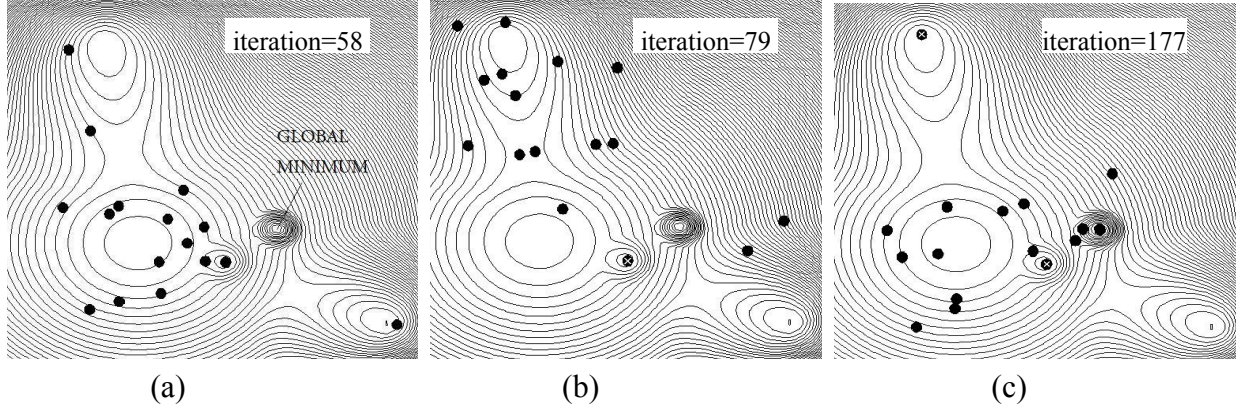 iteration=58
GLOBAL
MINIMUM
iteration=79
iteration=177
(a)
(b)
(c)